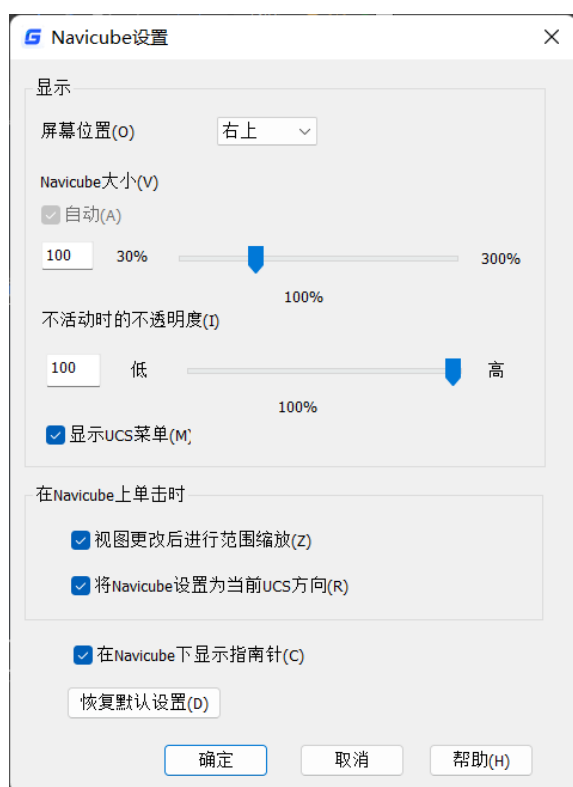 Navicube设置
显示
屏幕位置(O) 右上
Navicube大小(V)
自动(A)
100 30% 300%
100%
不活动时的不透明度(I)
100 低 高
100%
显示UCS菜单(M)
在Navicube上单击时
视图更改后进行范围缩放(Z)
将Navicube设置为当前UCS方向(R)
在Navicube下显示指南针(C)
恢复默认设置(D)
确定 取消 帮助(H)